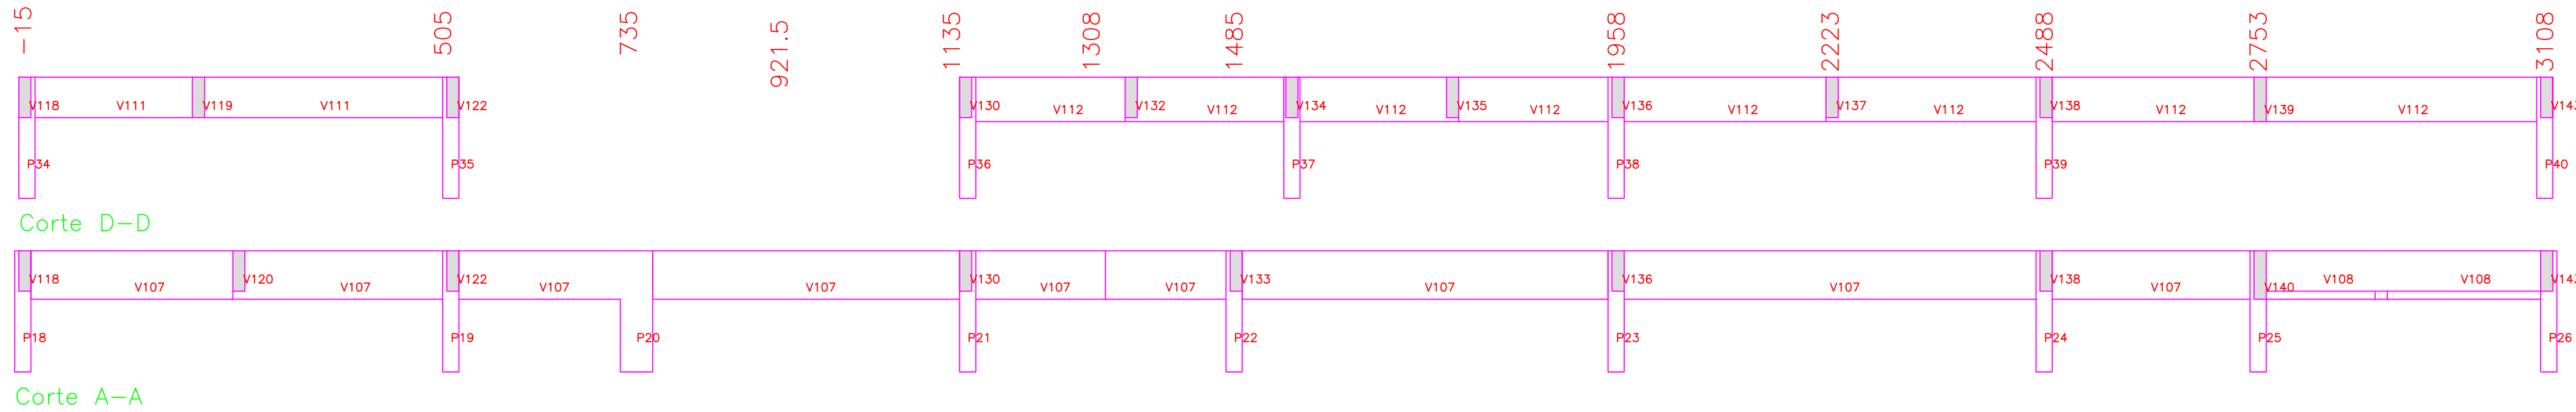 -15 505 735 921.5 1135 1308 1485 1958 2223 2488 2753 3108
V118 V111 V119 V111 V122 V130 V112 V132 V112 V134 V112 V135 V112 V136 V112 V137 V112 V138 V112 V139 V112 V143
P34 P35 P36 P37 P38 P39 P40
Corte D-D
V118 V107 V120 V107 V122 V107 V107 V130 V107 V107 V133 V107 V136 V107 V138 V107 V140 V108 V108 V143
P18 P19 P20 P21 P22 P23 P24 P25 P26
Corte A-A